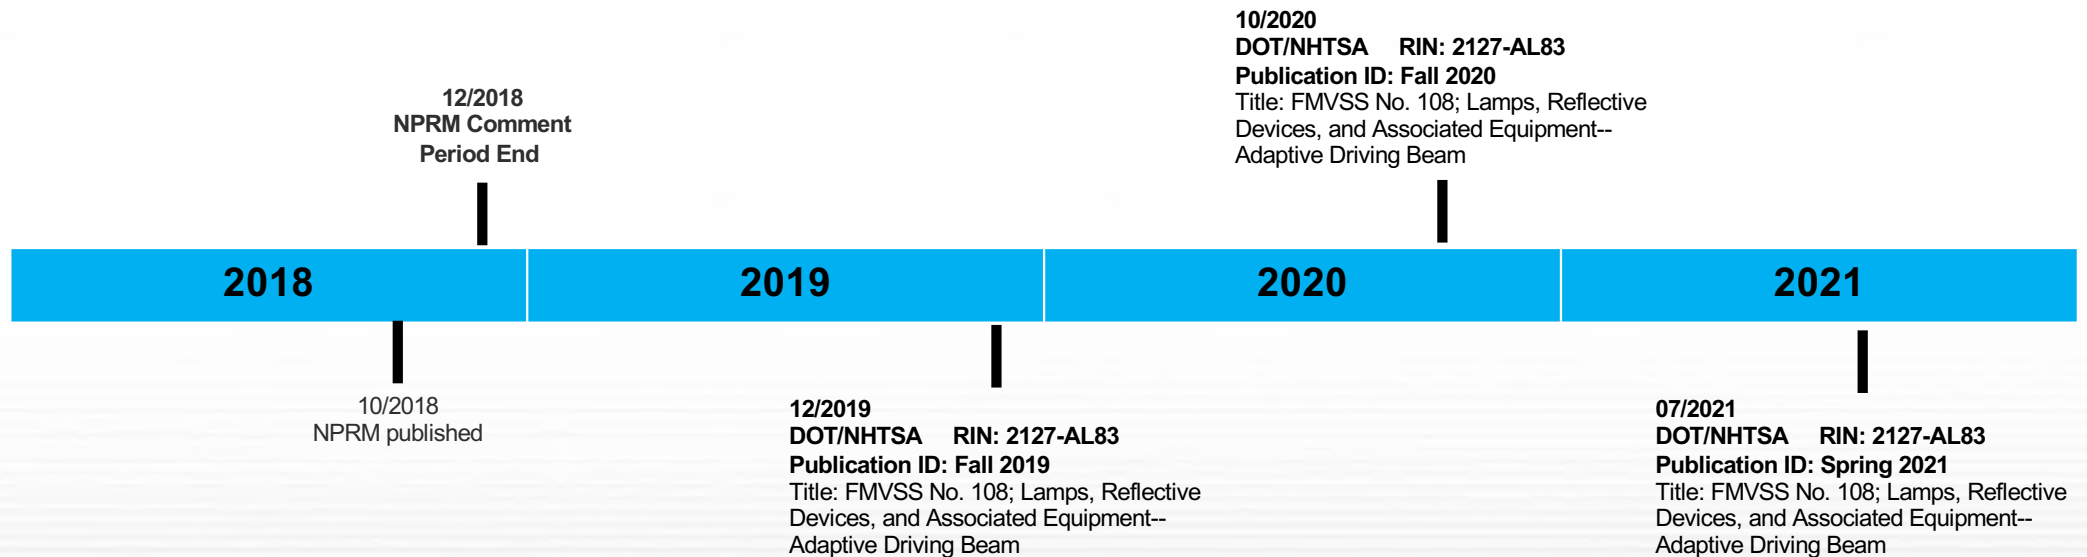 10/2020
DOT/NHTSA RIN: 2127-AL83
Publication ID: Fall 2020
Title: FMVSS No. 108; Lamps, Reflective
Devices, and Associated Equipment--
Adaptive Driving Beam
12/2018
NPRM Comment
Period End
2018
2019
2020
2021
10/2018
NPRM published
12/2019
DOT/NHTSA RIN: 2127-AL83
Publication ID: Fall 2019
Title: FMVSS No. 108; Lamps, Reflective
Devices, and Associated Equipment--
Adaptive Driving Beam
07/2021
DOT/NHTSA RIN: 2127-AL83
Publication ID: Spring 2021
Title: FMVSS No. 108; Lamps, Reflective
Devices, and Associated Equipment--
Adaptive Driving Beam